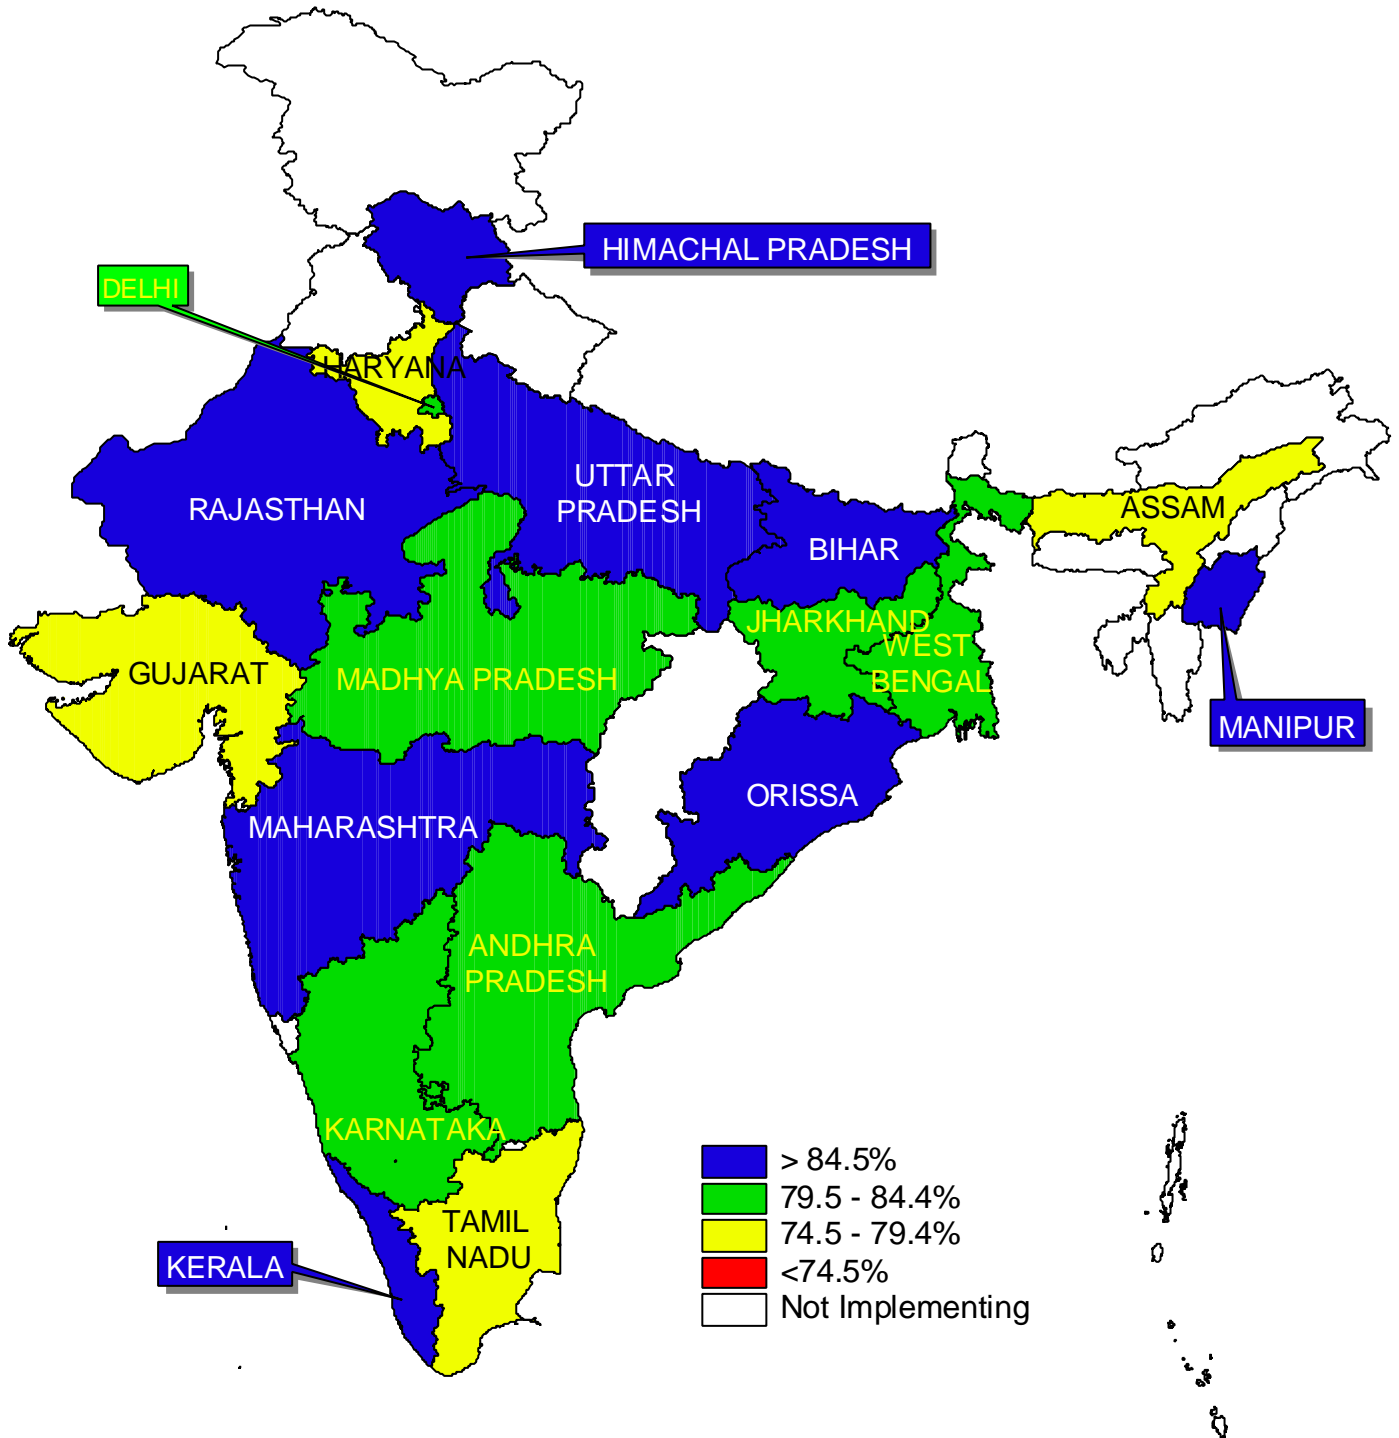 HIMACHAL PRADESH
DELHI
HARYANA
RAJASTHAN
UTTAR
PRADESH
BIHAR
ASSAM
JHARKHAND
WEST
BENGAL
GUJARAT
MADHYA PRADESH
MANIPUR
ORISSA
MAHARASHTRA
ANDHRA
PRADESH
KARNATAKA
TAMIL
NADU
KERALA
> 84.5%
79.5 - 84.4%
74.5 - 79.4%
<74.5%
Not Implementing